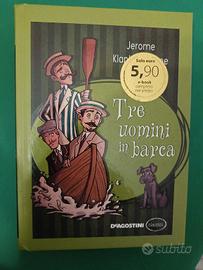 Jerome
Solo euro
5,90
e-book
Tre
uomini
in barca
DeAGOSTINI
subito